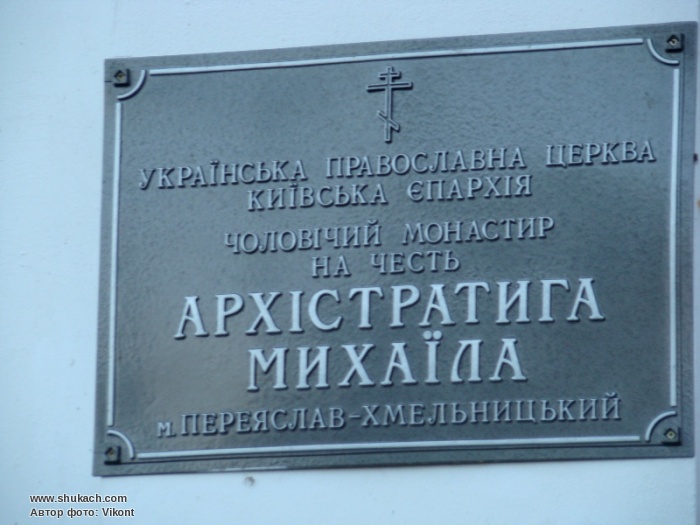 УКРАЇНСЬКА ПРАВОСЛАВНА ЦЕРКВА
КИЇВСЬКА ЄПАРХІЯ
ЧОЛОВІЧИЙ МОНАСТИР
НА ЧЕСТЬ
АРХІСТРАТИГА
МИХАЇЛА
м. ПЕРЕЯСЛАВ-ХМЕЛЬНИЦЬКИЙ
www.shukach.com
Автор фото: Vikont